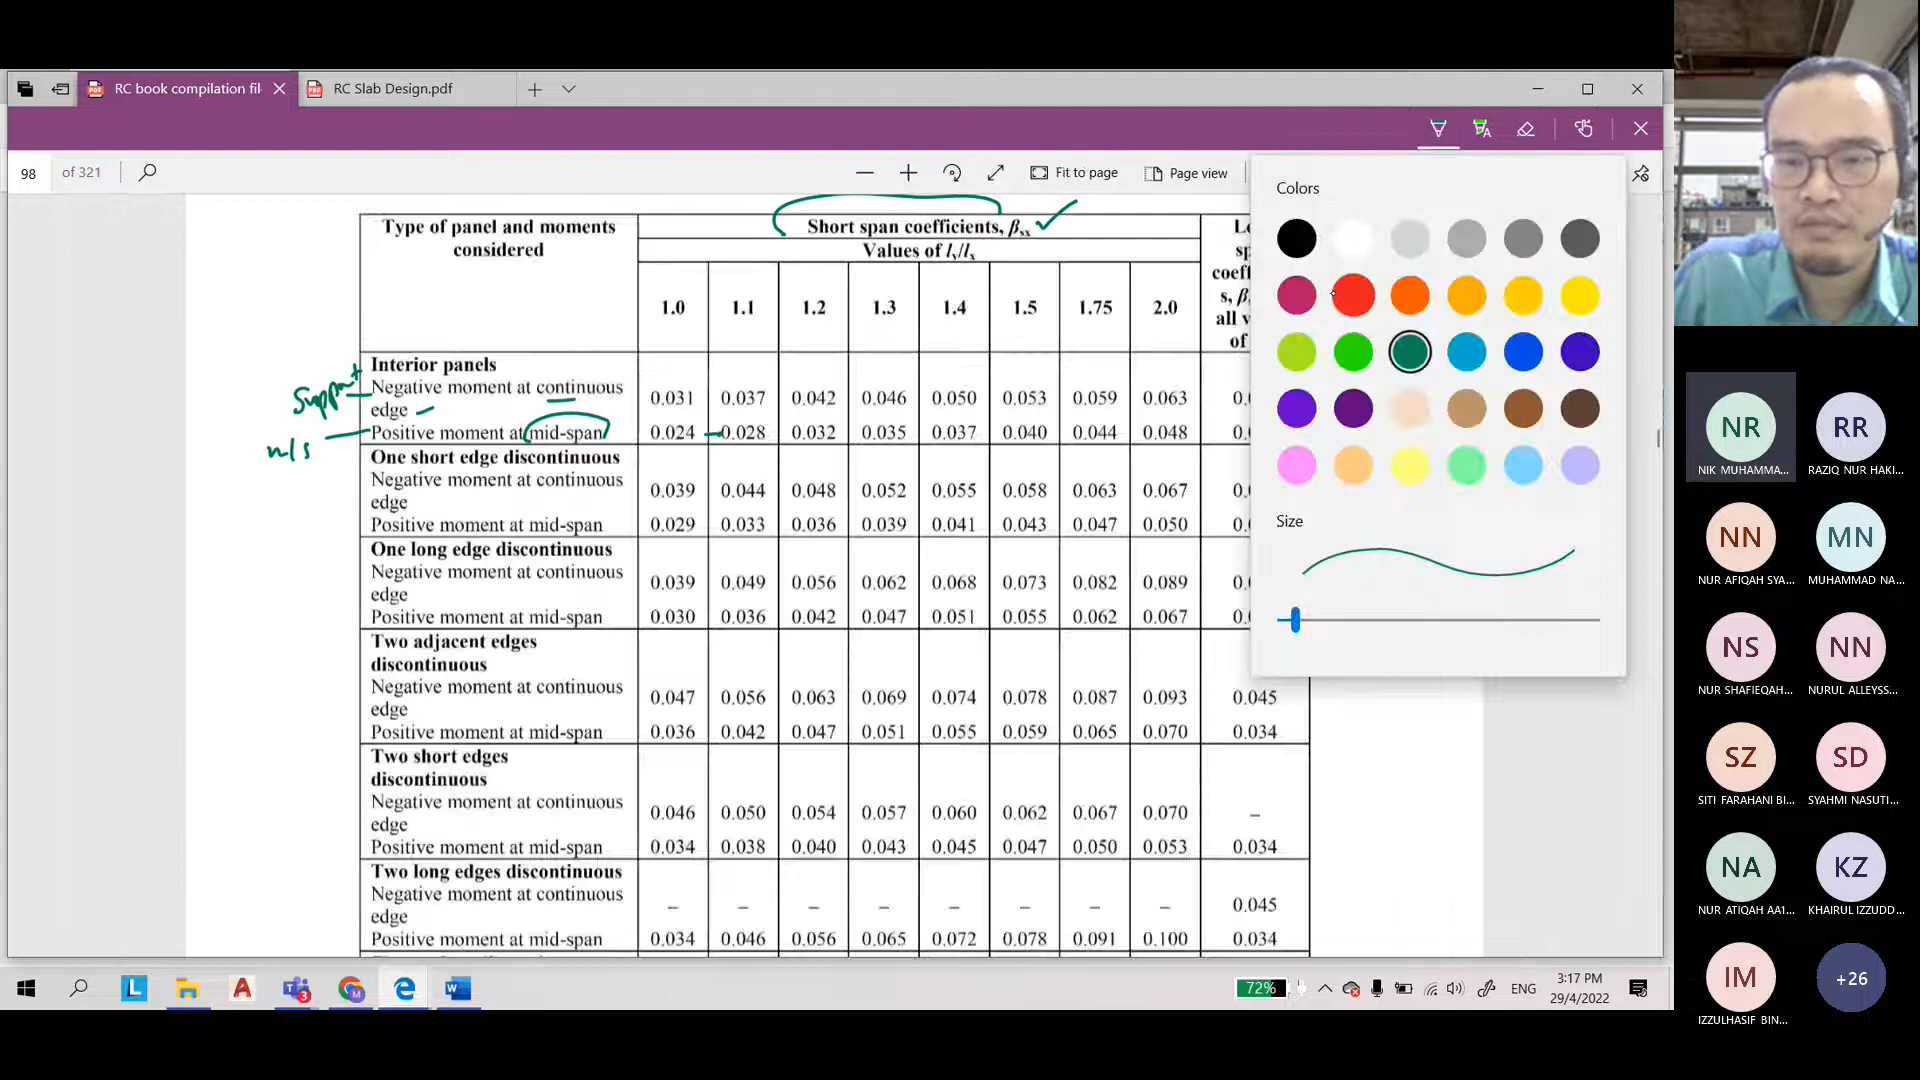 RC book compilation fil
RC Slab Design.pdf
98 of 321
Fit to page
Page view
Type of panel and moments considered
Short span coefficients, βsx
Values of ly/lx
1.0 1.1 1.2 1.3 1.4 1.5 1.75 2.0
coeff
s, β
all v
of
Interior panels
Support
Negative moment at continuous
edge 0.031 0.037 0.042 0.046 0.050 0.053 0.059 0.063 0.
m/s
Positive moment at mid-span 0.024 0.028 0.032 0.035 0.037 0.040 0.044 0.048 0.
One short edge discontinuous
Negative moment at continuous
edge 0.039 0.044 0.048 0.052 0.055 0.058 0.063 0.067 0.
Positive moment at mid-span 0.029 0.033 0.036 0.039 0.041 0.043 0.047 0.050 0.
One long edge discontinuous
Negative moment at continuous
edge 0.039 0.049 0.056 0.062 0.068 0.073 0.082 0.089 0.
Positive moment at mid-span 0.030 0.036 0.042 0.047 0.051 0.055 0.062 0.067 0.
Two adjacent edges
discontinuous
Negative moment at continuous
edge 0.047 0.056 0.063 0.069 0.074 0.078 0.087 0.093 0.045
Positive moment at mid-span 0.036 0.042 0.047 0.051 0.055 0.059 0.065 0.070 0.034
Two short edges
discontinuous
Negative moment at continuous
edge 0.046 0.050 0.054 0.057 0.060 0.062 0.067 0.070 –
Positive moment at mid-span 0.034 0.038 0.040 0.043 0.045 0.047 0.050 0.053 0.034
Two long edges discontinuous
Negative moment at continuous
edge – – – – – – – – 0.045
Positive moment at mid-span 0.034 0.046 0.056 0.065 0.072 0.078 0.091 0.100 0.034
Colors
Size
NR RR
NIK MUHAMMA... RAZIQ NUR HAKI...
NN MN
NUR AFIQAH SYA... MUHAMMAD NA...
NS NN
NUR SHAFIEQAH... NURUL ALLEYSS...
SZ SD
SITI FARAHANI BI... SYAHMI NASUTI...
NA KZ
NUR ATIQAH AA1... KHAIRUL IZZUDD...
IM +26
IZZULHASIF BIN...
72% ENG 3:17 PM
29/4/2022